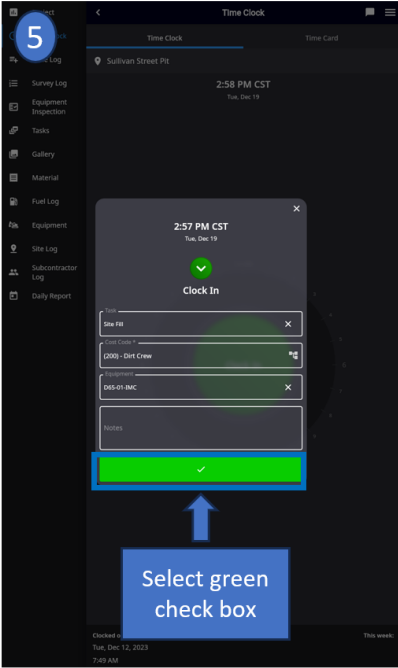 5
Time Clock
Time Clock
Time Card
Log
Sullivan Street Pit
Survey Log
2:58 PM CST
Tue, Dec 19
Equipment
Inspection
Tasks
Gallery
Material
Fuel Log
Equipment
Site Log
Subcontractor
Log
Daily Report
2:57 PM CST
Tue, Dec 19
Clock In
Task
Site Fill
Cost Code *
(200) - Dirt Crew
Equipment
D65-01-IMC
Notes
Select green
check box
Clocked o
This week:
Tue, Dec 12, 2023
7:49 AM